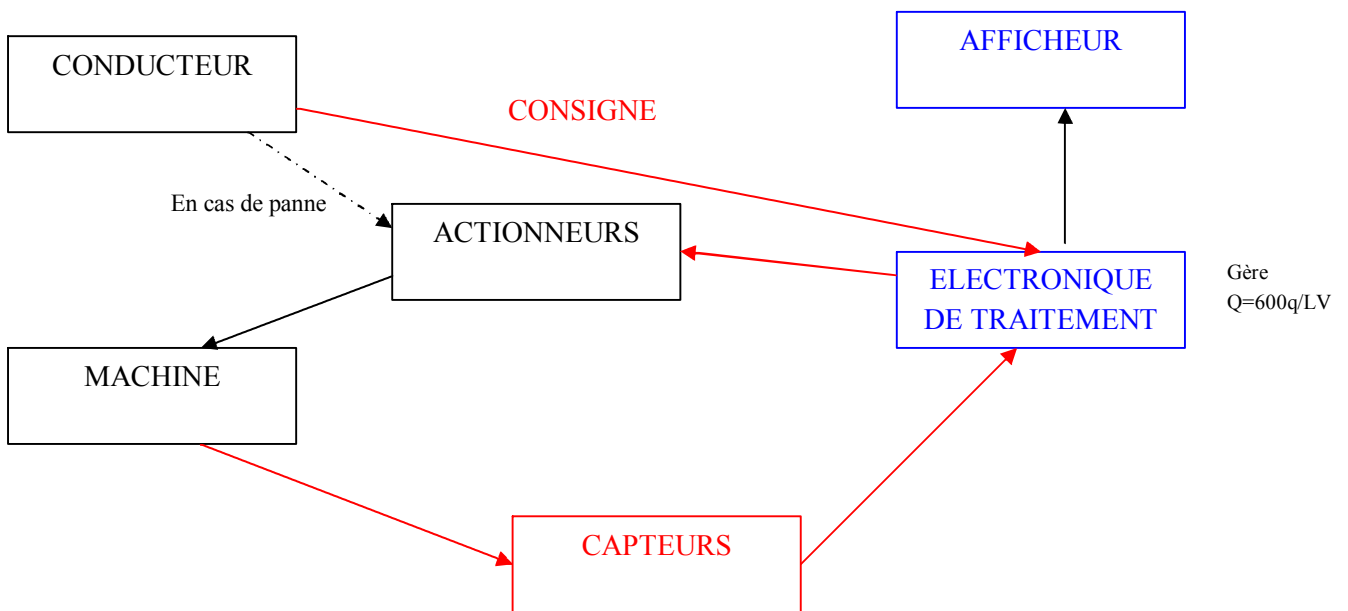 AFFICHEUR
CONDUCTEUR
CONSIGNE
En cas de panne
ACTIONNEURS
ELECTRONIQUE
DE TRAITEMENT
Gère
Q=600q/LV
MACHINE
CAPTEURS